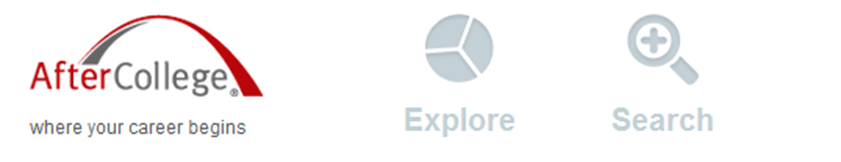 AfterCollege®
where your career begins
Explore
Search